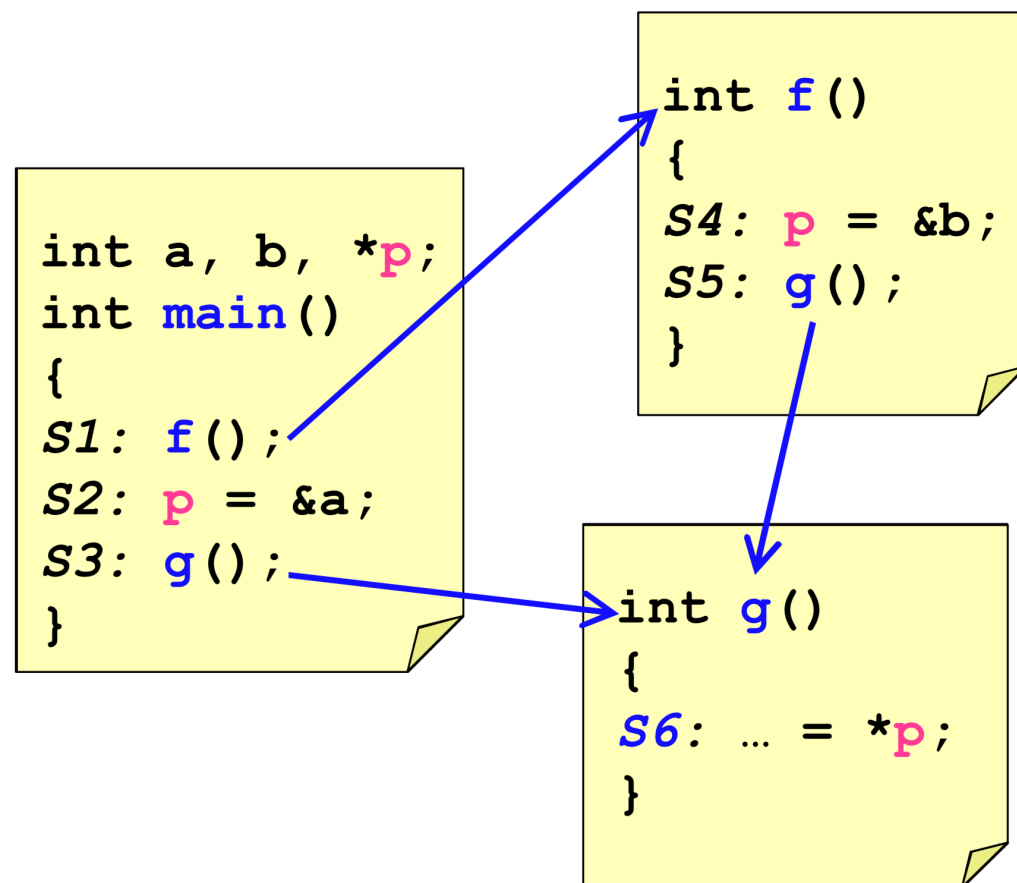 int a, b, *p;
int main()
{
S1: f();
S2: p = &a;
S3: g();
}
int f()
{
S4: p = &b;
S5: g();
}
int g()
{
S6: … = *p;
}